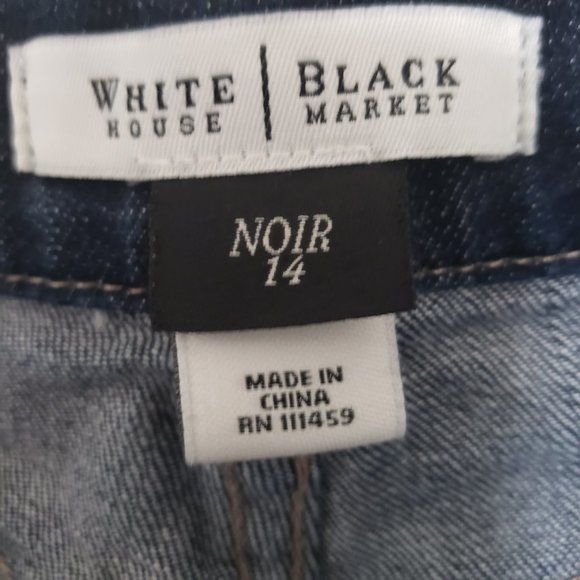 WHITE HOUSE | BLACK MARKET
NOIR
14
MADE IN
CHINA
RN 111459